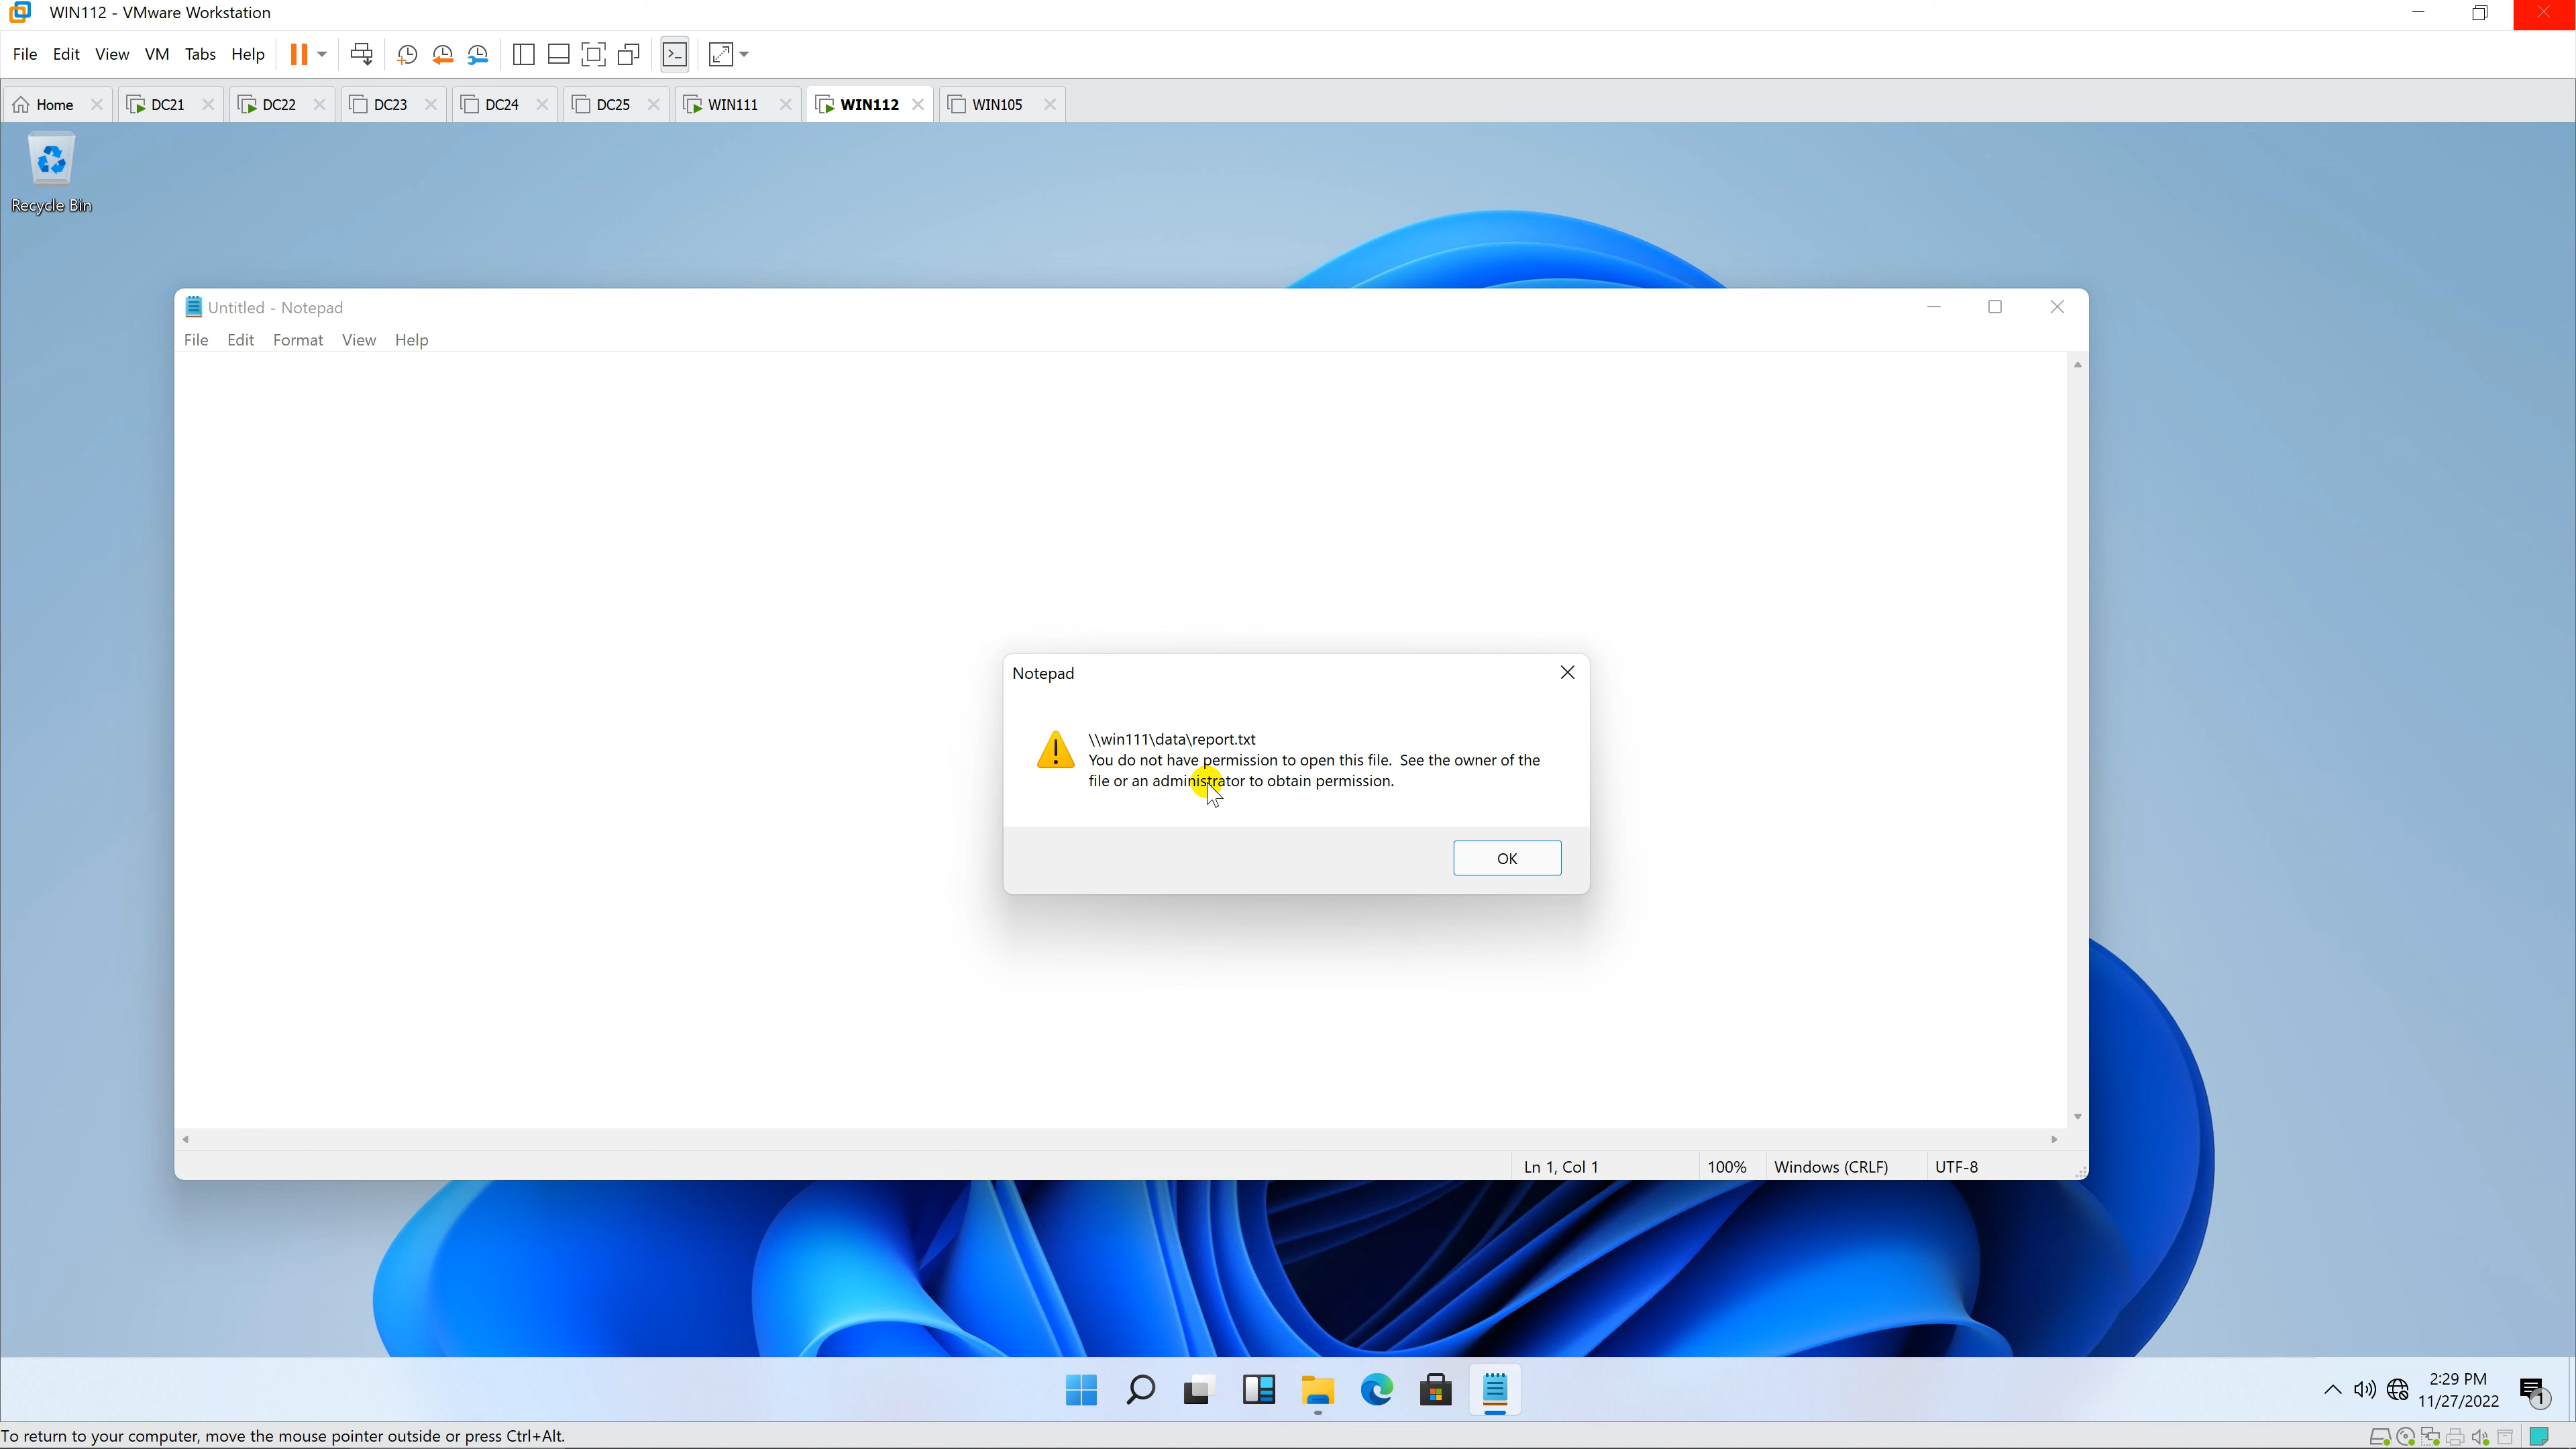 WIN112 - VMware Workstation
File Edit View VM Tabs Help
Home DC21 DC22 DC23 DC24 DC25 WIN111 WIN112 WIN105
Recycle Bin
Untitled - Notepad
File Edit Format View Help
Notepad
\\win111\data\report.txt
You do not have permission to open this file. See the owner of the
file or an administrator to obtain permission.
OK
Ln 1, Col 1 100% Windows (CRLF) UTF-8
2:29 PM
11/27/2022
1
To return to your computer, move the mouse pointer outside or press Ctrl+Alt.